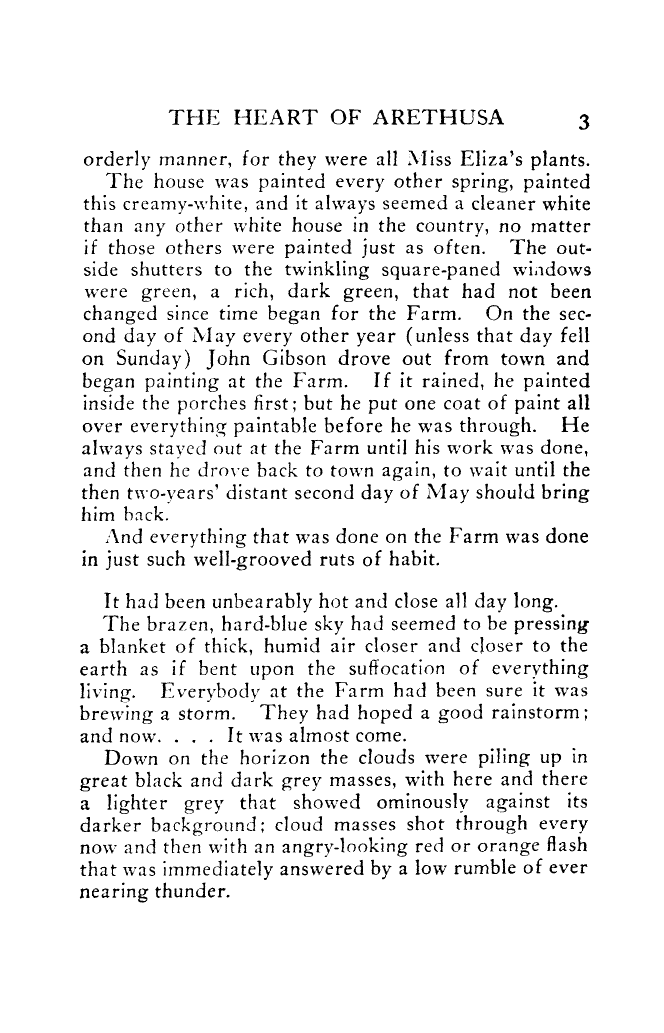 THE HEART OF ARETHUSA 3
orderly manner, for they were all Miss Eliza's plants.
The house was painted every other spring, painted
this creamy-white, and it always seemed a cleaner white
than any other white house in the country, no matter
if those others were painted just as often. The out-
side shutters to the twinkling square-paned windows
were green, a rich, dark green, that had not been
changed since time began for the Farm. On the sec-
ond day of May every other year (unless that day fell
on Sunday) John Gibson drove out from town and
began painting at the Farm. If it rained, he painted
inside the porches first; but he put one coat of paint all
over everything paintable before he was through. He
always stayed out at the Farm until his work was done,
and then he drove back to town again, to wait until the
then two-years' distant second day of May should bring
him back.
And everything that was done on the Farm was done
in just such well-grooved ruts of habit.
It had been unbearably hot and close all day long.
The brazen, hard-blue sky had seemed to be pressing
a blanket of thick, humid air closer and closer to the
earth as if bent upon the suffocation of everything
living. Everybody at the Farm had been sure it was
brewing a storm. They had hoped a good rainstorm;
and now. . . . It was almost come.
Down on the horizon the clouds were piling up in
great black and dark grey masses, with here and there
a lighter grey that showed ominously against its
darker background; cloud masses shot through every
now and then with an angry-looking red or orange flash
that was immediately answered by a low rumble of ever
nearing thunder.